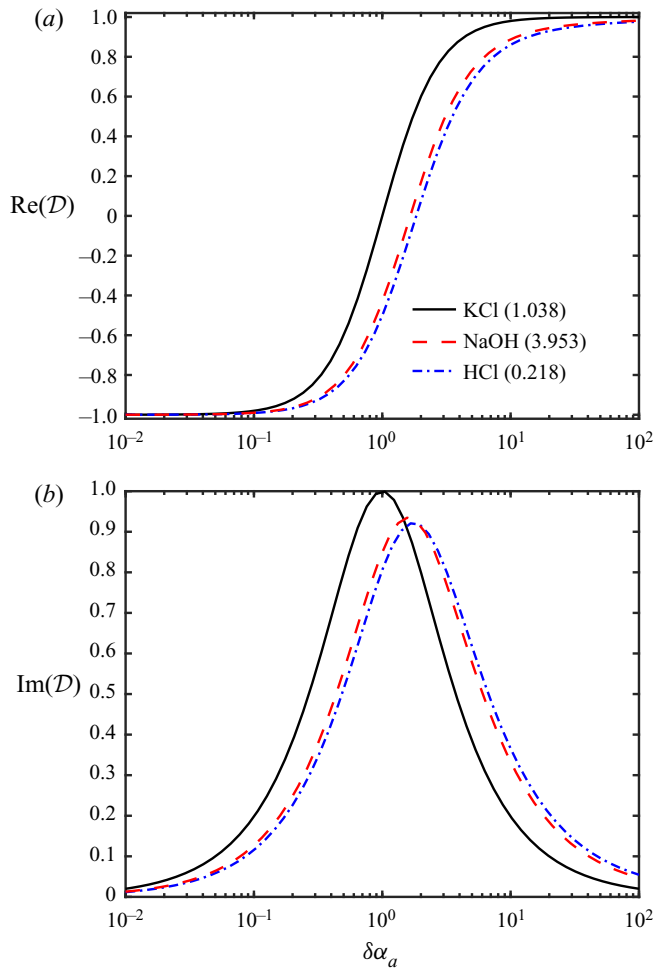 (a)
1.0
0.8
0.6
0.4
0.2
Re(𝒟)
0
–0.2
–0.4
–0.6
–0.8
–1.0
KCl (1.038)
NaOH (3.953)
HCl (0.218)
10⁻² 10⁻¹ 10⁰ 10¹ 10²
(b)
1.0
0.9
0.8
0.7
0.6
Im(𝒟)
0.5
0.4
0.3
0.2
0.1
0
10⁻² 10⁻¹ 10⁰ 10¹ 10²
δαₐ